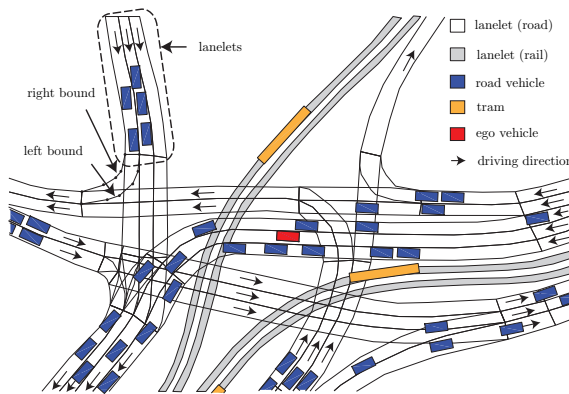 lanelets
right bound
left bound
lanelet (road)
lanelet (rail)
road vehicle
tram
ego vehicle
driving direction